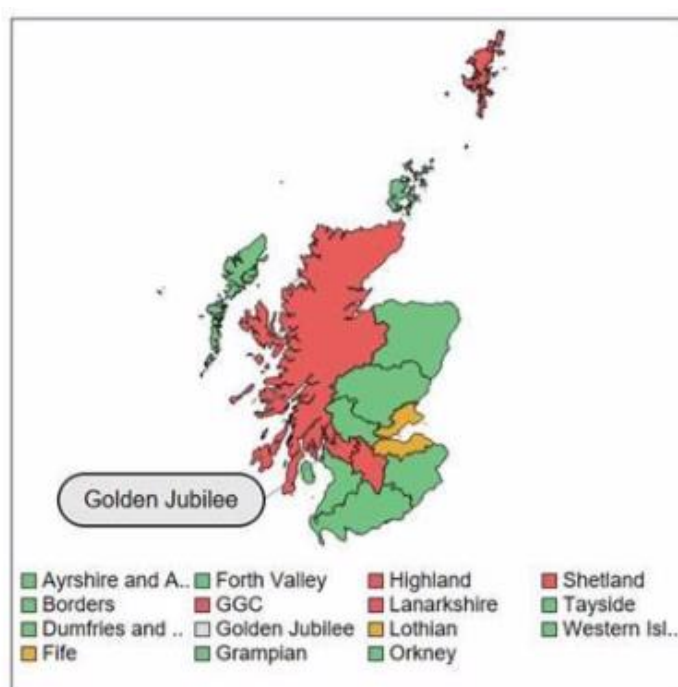 Golden Jubilee
Ayrshire and A.. Forth Valley Highland Shetland
Borders GGC Lanarkshire Tayside
Dumfries and .. Golden Jubilee Lothian Western Isl..
Fife Grampian Orkney